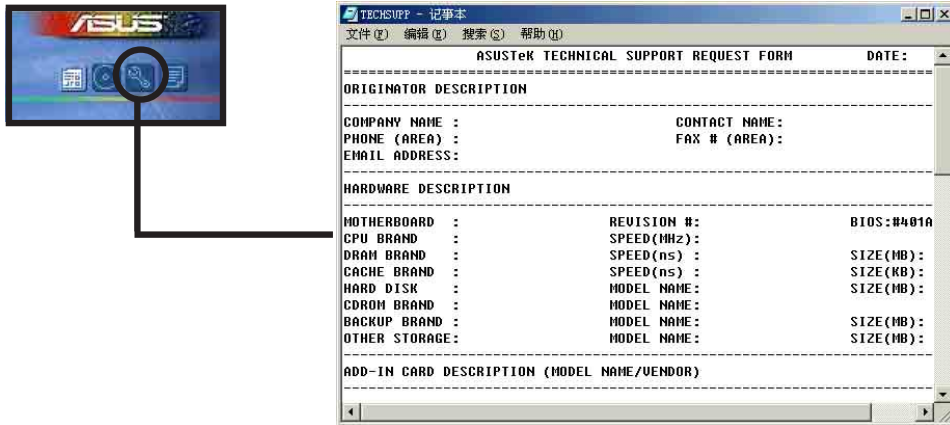 ASUS
TECHSUPP - 记事本
文件(F) 编辑(E) 搜索(S) 帮助(H)
ASUSTeK TECHNICAL SUPPORT REQUEST FORM DATE:
ORIGINATOR DESCRIPTION
COMPANY NAME : CONTACT NAME:
PHONE (AREA) : FAX # (AREA):
EMAIL ADDRESS:
HARDWARE DESCRIPTION
MOTHERBOARD : REVISION #: BIOS:#401A
CPU BRAND : SPEED(MHz):
DRAM BRAND : SPEED(ns) : SIZE(MB):
CACHE BRAND : SPEED(ns) : SIZE(KB):
HARD DISK : MODEL NAME: SIZE(MB):
CDROM BRAND : MODEL NAME:
BACKUP BRAND : MODEL NAME: SIZE(MB):
OTHER STORAGE: MODEL NAME: SIZE(MB):
ADD-IN CARD DESCRIPTION (MODEL NAME/VENDOR)